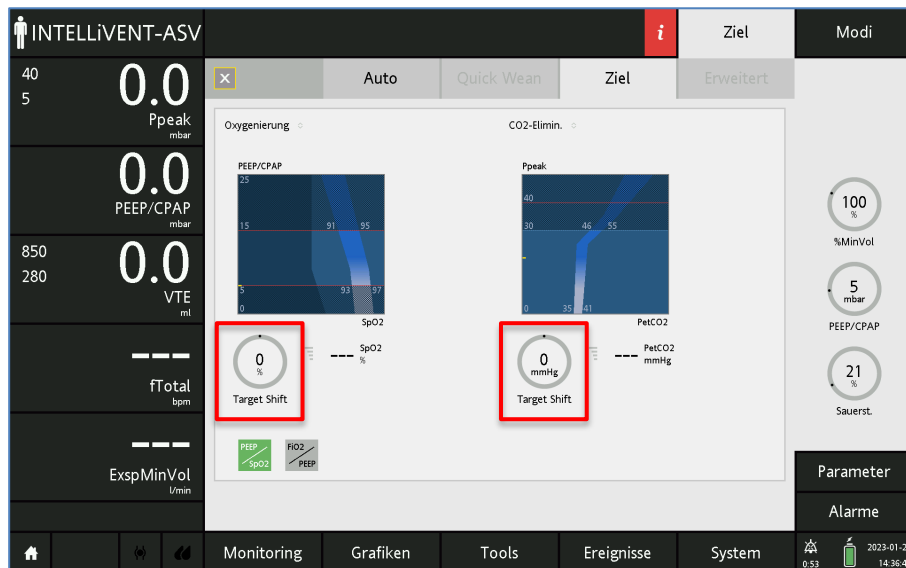 INTELLiVENT-ASV
i
Ziel
Modi
40
5
0.0
Ppeak
mbar
0.0
PEEP/CPAP
mbar
850
280
0.0
VTE
ml
---
fTotal
bpm
---
ExspMinVol
l/min
X
Auto
Quick Wean
Ziel
Erweitert
Oxygenierung
CO2-Elimin.
PEEP/CPAP
25
15
91 95
5
93 97
0
SpO2
0
%
Target Shift
--- SpO2
%
PEEP
SpO2
FiO2
PEEP
Ppeak
40
30
46 55
0
35 41
PetCO2
0
mmHg
Target Shift
--- PetCO2
mmHg
100
%
%MinVol
5
mbar
PEEP/CPAP
21
%
Sauerst.
Parameter
Alarme
Monitoring
Grafiken
Tools
Ereignisse
System
0:53
2023-01-2
14:36:4